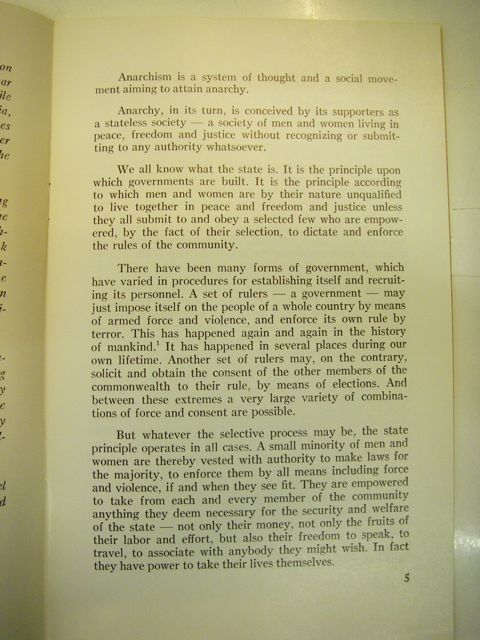 Anarchism is a system of thought and a social move-
ment aiming to attain anarchy.
Anarchy, in its turn, is conceived by its supporters as
a stateless society — a society of men and women living in
peace, freedom and justice without recognizing or submit-
ting to any authority whatsoever.
We all know what the state is. It is the principle upon
which governments are built. It is the principle according
to which men and women are by their nature unqualified
to live together in peace and freedom and justice unless
they all submit to and obey a selected few who are empow-
ered, by the fact of their selection, to dictate and enforce
the rules of the community.
There have been many forms of government, which
have varied in procedures for establishing itself and recruit-
ing its personnel. A set of rulers — a government — may
just impose itself on the people of a whole country by means
of armed force and violence, and enforce its own rule by
terror. This has happened again and again in the history
of mankind.¹ It has happened in several places during our
own lifetime. Another set of rulers may, on the contrary,
solicit and obtain the consent of the other members of the
commonwealth to their rule, by means of elections. And
between these extremes a very large variety of combina-
tions of force and consent are possible.
But whatever the selective process may be, the state
principle operates in all cases. A small minority of men and
women are thereby vested with authority to make laws for
the majority, to enforce them by all means including force
and violence, if and when they see fit. They are empowered
to take from each and every member of the community
anything they deem necessary for the security and welfare
of the state — not only their money, not only the fruits of
their labor and effort, but also their freedom to speak, to
travel, to associate with anybody they might wish. In fact
they have power to take their lives themselves.
5